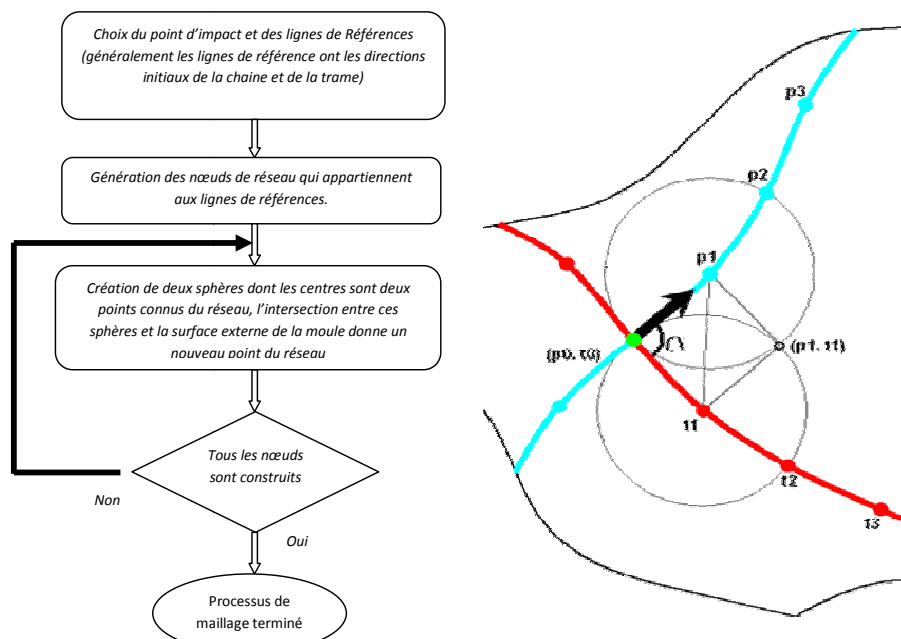 Choix du point d’impact et des lignes de Références
(généralement les lignes de référence ont les directions
initiaux de la chaine et de la trame)
Génération des nœuds de réseau qui appartiennent
aux lignes de références.
Création de deux sphères dont les centres sont deux
points connus du réseau, l’intersection entre ces
sphères et la surface externe de la moule donne un
nouveau point du réseau
Tous les nœuds
sont construits
Non
Oui
Processus de
maillage terminé
p3
p2
p1
(p0, t0)
(p1, t1)
t1
t2
t3